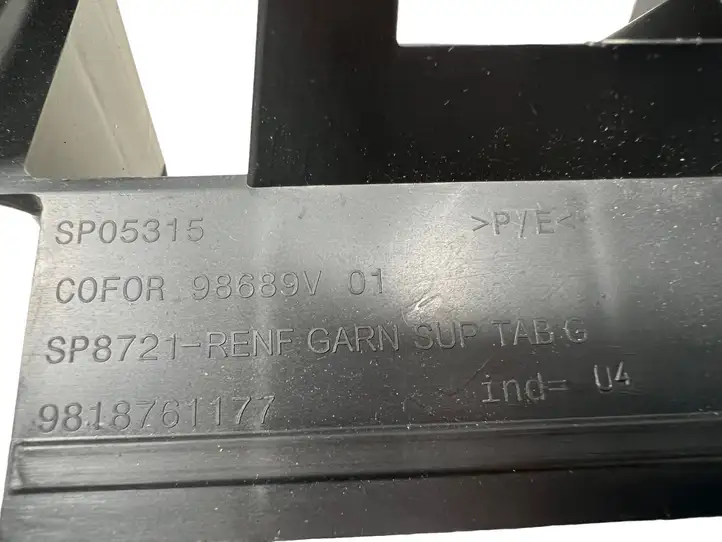 SP05315 >P/E<
COFOR 98689V 01
SP8721-RENF GARN SUP TAB G
ind= U4
9818761177